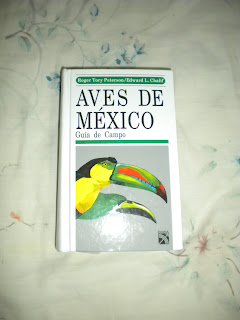 Roger Tory Peterson/Edward L. Chalif
AVES DE
MÉXICO
Guía de Campo